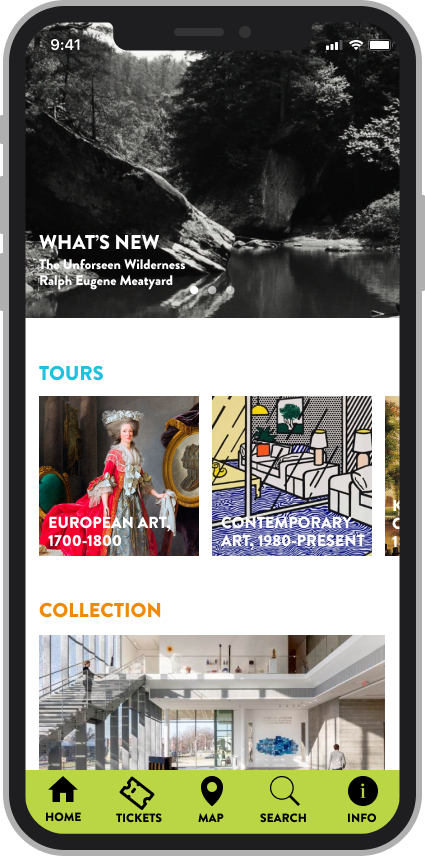 9:41
WHAT'S NEW
The Unforseen Wilderness
Ralph Eugene Meatyard
TOURS
EUROPEAN ART,
1700-1800
CONTEMPORARY
ART, 1980-PRESENT
COLLECTION
HOME
TICKETS
MAP
SEARCH
INFO